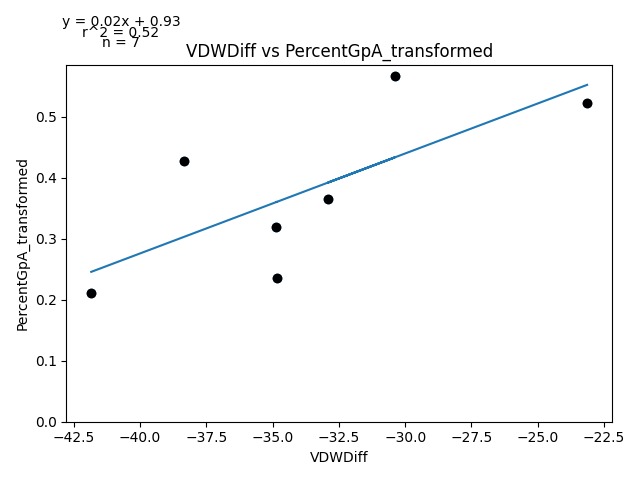 y = 0.02x + 0.93
r^2 = 0.52
n = 7
VDWDiff vs PercentGpA_transformed
PercentGpA_transformed
0.5
0.4
0.3
0.2
0.1
0.0
−42.5 −40.0 −37.5 −35.0 −32.5 −30.0 −27.5 −25.0 −22.5
VDWDiff